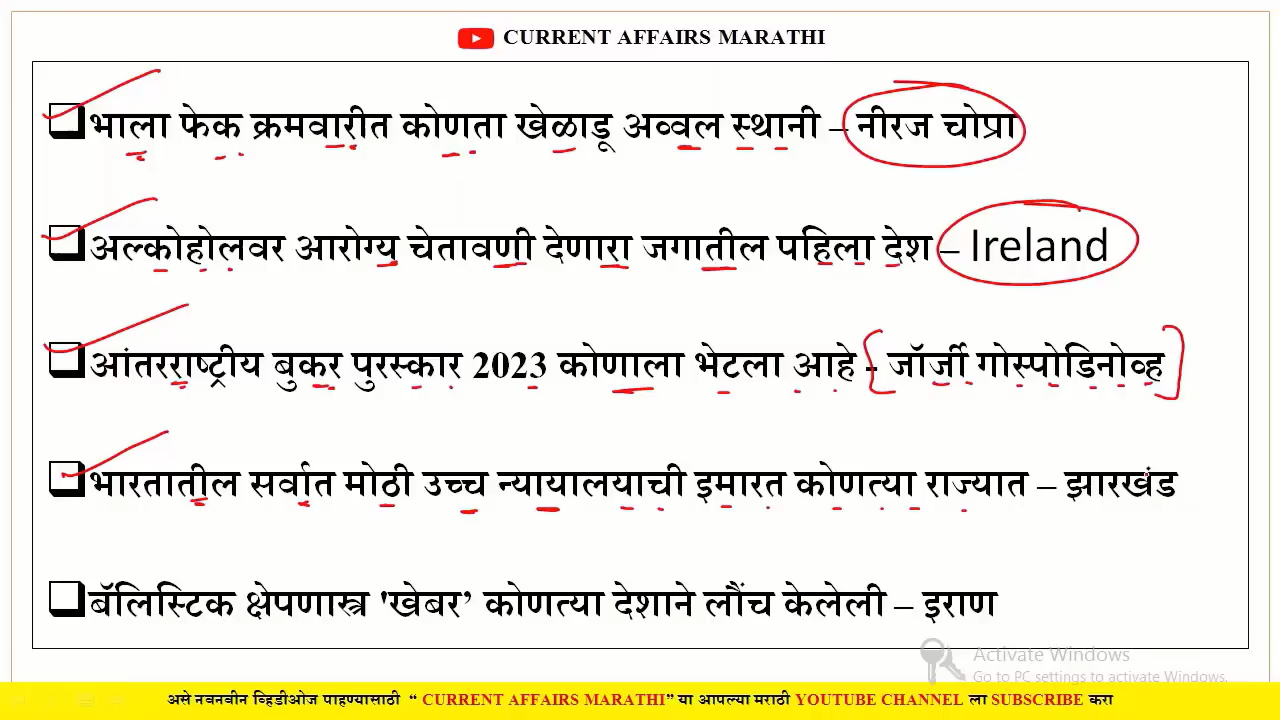 CURRENT AFFAIRS MARATHI
भाला फेक क्रमवारीत कोणता खेळाडू अव्वल स्थानी – नीरज चोप्रा
अल्कोहोलवर आरोग्य चेतावणी देणारा जगातील पहिला देश – Ireland
आंतरराष्ट्रीय बुकर पुरस्कार 2023 कोणाला भेटला आहे - जॉर्जी गोस्पोडिनोव्ह
भारतातील सर्वात मोठी उच्च न्यायालयाची इमारत कोणत्या राज्यात – झारखंड
बॅलिस्टिक क्षेपणास्त्र 'खेबर’ कोणत्या देशाने लौंच केलेली – इराण
Activate Windows
Go to PC settings to activate Windows.
असे नवनवीन व्हिडीओज पाहण्यासाठी “ CURRENT AFFAIRS MARATHI” या आपल्या मराठी YOUTUBE CHANNEL ला SUBSCRIBE करा